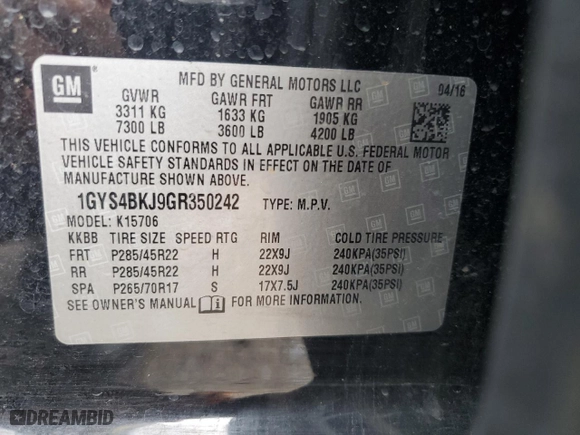 GM
MFD BY GENERAL MOTORS LLC
04/16
GVWR GAWR FRT GAWR RR
3311 KG 1633 KG 1905 KG
7300 LB 3600 LB 4200 LB
THIS VEHICLE CONFORMS TO ALL APPLICABLE U.S. FEDERAL MOTOR
VEHICLE SAFETY STANDARDS IN EFFECT ON THE DATE OF
MANUFACTURE SHOWN ABOVE.
1GYS4BKJ9GR350242 TYPE: M.P.V.
MODEL: K15706
KKBB TIRE SIZE SPEED RTG RIM COLD TIRE PRESSURE
FRT P285/45R22 H 22X9J 240KPA(35PSI)
RR P285/45R22 H 22X9J 240KPA(35PSI)
SPA P265/70R17 S 17X7.5J 240KPA(35PSI)
SEE OWNER'S MANUAL FOR MORE INFORMATION.
DREAMBID